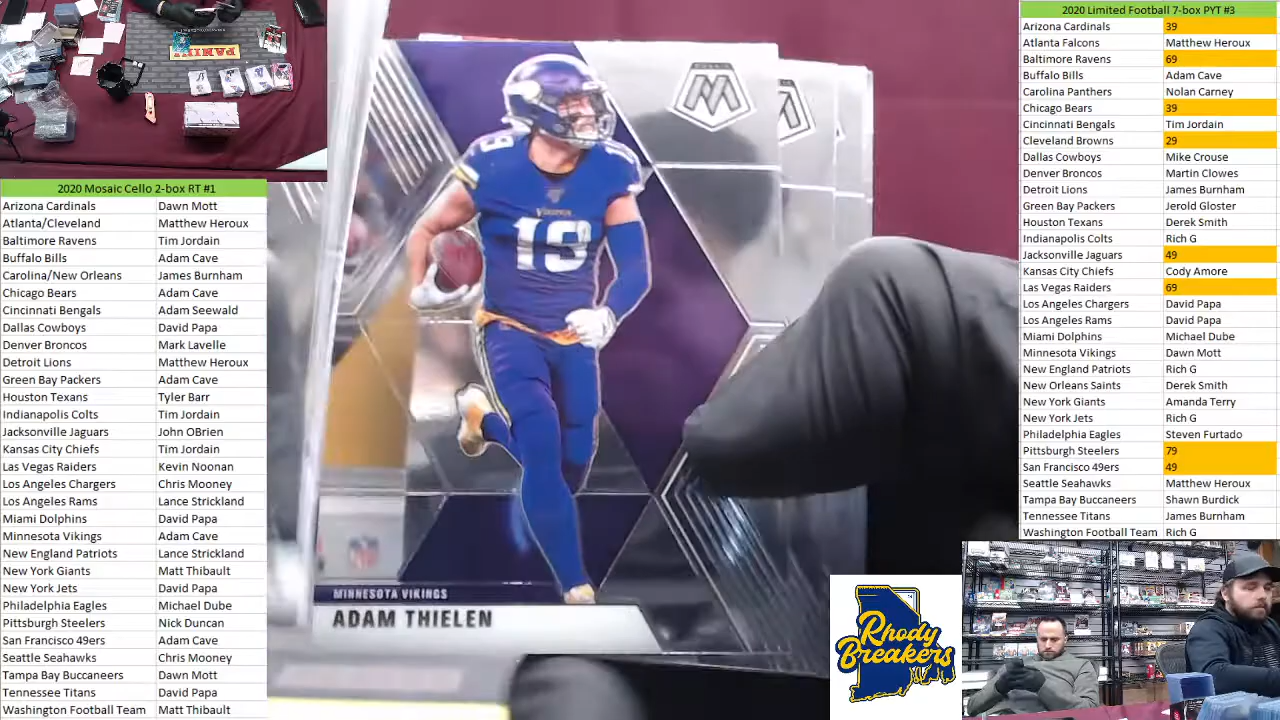 PANINI
2020 Mosaic Cello 2-box RT #1
Arizona Cardinals Dawn Mott
Atlanta/Cleveland Matthew Heroux
Baltimore Ravens Tim Jordain
Buffalo Bills Adam Cave
Carolina/New Orleans James Burnham
Chicago Bears Adam Cave
Cincinnati Bengals Adam Seewald
Dallas Cowboys David Papa
Denver Broncos Mark Lavelle
Detroit Lions Matthew Heroux
Green Bay Packers Adam Cave
Houston Texans Tyler Barr
Indianapolis Colts Tim Jordain
Jacksonville Jaguars John OBrien
Kansas City Chiefs Tim Jordain
Las Vegas Raiders Kevin Noonan
Los Angeles Chargers Chris Mooney
Los Angeles Rams Lance Strickland
Miami Dolphins David Papa
Minnesota Vikings Adam Cave
New England Patriots Lance Strickland
New York Giants Matt Thibault
New York Jets David Papa
Philadelphia Eagles Michael Dube
Pittsburgh Steelers Nick Duncan
San Francisco 49ers Adam Cave
Seattle Seahawks Chris Mooney
Tampa Bay Buccaneers Dawn Mott
Tennessee Titans David Papa
Washington Football Team Matt Thibault
M
19
19
VIKINGS
19
NFL
MINNESOTA VIKINGS
ADAM THIELEN
2020 Limited Football 7-box PYT #3
Arizona Cardinals 39
Atlanta Falcons Matthew Heroux
Baltimore Ravens 69
Buffalo Bills Adam Cave
Carolina Panthers Nolan Carney
Chicago Bears 39
Cincinnati Bengals Tim Jordain
Cleveland Browns 29
Dallas Cowboys Mike Crouse
Denver Broncos Martin Clowes
Detroit Lions James Burnham
Green Bay Packers Jerold Gloster
Houston Texans Derek Smith
Indianapolis Colts Rich G
Jacksonville Jaguars 49
Kansas City Chiefs Cody Amore
Las Vegas Raiders 69
Los Angeles Chargers David Papa
Los Angeles Rams David Papa
Miami Dolphins Michael Dube
Minnesota Vikings Dawn Mott
New England Patriots Rich G
New Orleans Saints Derek Smith
New York Giants Amanda Terry
New York Jets Rich G
Philadelphia Eagles Steven Furtado
Pittsburgh Steelers 79
San Francisco 49ers 49
Seattle Seahawks Matthew Heroux
Tampa Bay Buccaneers Shawn Burdick
Tennessee Titans James Burnham
Washington Football Team Rich G
Rhody
Breakers